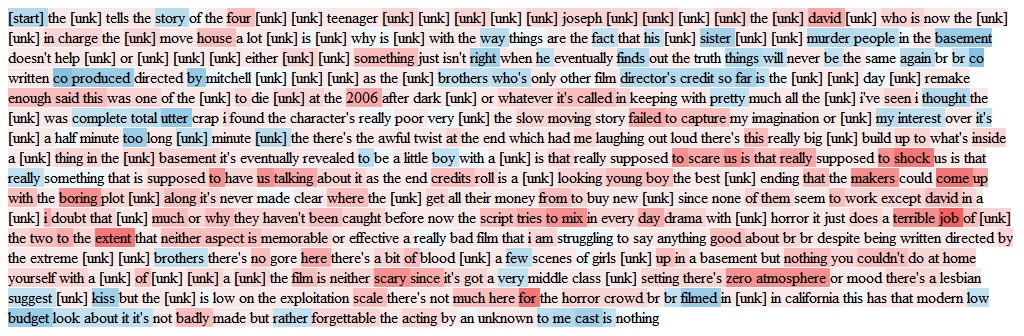 [start] [unk] tells the story of the four [unk] [unk] teenager [unk] [unk] [unk] [unk] [unk] joseph [unk] [unk] [unk] [unk] the [unk] david [unk] who is now the [unk]
[unk] in charge the [unk] move house a lot [unk] is [unk] why is [unk] with the way things are the fact that his [unk] sister [unk] [unk] murder people in the basement
doesn't help [unk] or [unk] [unk] [unk] either [unk] [unk] something just isn't right when he eventually finds out the truth things will never be the same again br br co
written co produced directed by mitchell [unk] [unk] [unk] as the [unk] brothers who's only other film director's credit so far is the [unk] [unk] day [unk] remake
enough said this was one of the [unk] to die [unk] at the 2006 after dark [unk] or whatever it's called in keeping with pretty much all the [unk] i've seen i thought the
[unk] was complete total utter crap i found the character's really poor very [unk] the slow moving story failed to capture my imagination or [unk] my interest over it's
[unk] a half minute too long [unk] minute [unk] the there's the awful twist at the end which had me laughing out loud there's this really big [unk] build up to what's inside
a [unk] thing in the [unk] basement it's eventually revealed to be a little boy with a [unk] is that really supposed to scare us is that really supposed to shock us is that
really something that is supposed to have us talking about it as the end credits roll is a [unk] looking young boy the best [unk] ending that the makers could come up
with the boring plot [unk] along it's never made clear where the [unk] get all their money from to buy new [unk] since none of them seem to work except david in a
[unk] i doubt that [unk] much or why they haven't been caught before now the script tries to mix in every day drama with [unk] horror it just does a terrible job of [unk]
the two to the extent that neither aspect is memorable or effective a really bad film that i am struggling to say anything good about br br despite being written directed by
the extreme [unk] [unk] brothers there's no gore here there's a bit of blood [unk] a few scenes of girls [unk] up in a basement but nothing you couldn't do at home
yourself with a [unk] of [unk] [unk] a [unk] the film is neither scary since it's got a very middle class [unk] setting there's zero atmosphere or mood there's a lesbian
suggest [unk] kiss but the [unk] is low on the exploitation scale there's not much here for the horror crowd br br filmed in [unk] in california this has that modern low
budget look about it it's not badly made but rather forgettable the acting by an unknown to me cast is nothing